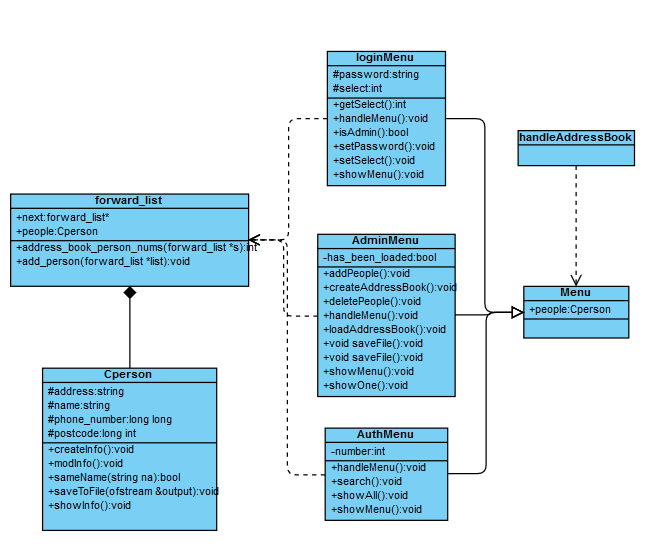 loginMenu
#password:string
#select:int
+getSelect():int
+handleMenu():void
+isAdmin():bool
+setPassword():void
+setSelect():void
+showMenu():void
handleAddressBook
forward_list
+next:forward_list*
+people:Cperson
+address_book_person_nums(forward_list *s):int
+add_person(forward_list *list):void
AdminMenu
-has_been_loaded:bool
+addPeople():void
+createAddressBook():void
+deletePeople():void
+handleMenu():void
+loadAddressBook():void
+void saveFile():void
+void saveFile():void
+showMenu():void
+showOne():void
Menu
+people:Cperson
Cperson
#address:string
#name:string
#phone_number:long long
#postcode:long int
+createInfo():void
+modInfo():void
+sameName(string na):bool
+saveToFile(ofstream &output):void
+showInfo():void
AuthMenu
-number:int
+handleMenu():void
+search():void
+showAll():void
+showMenu():void